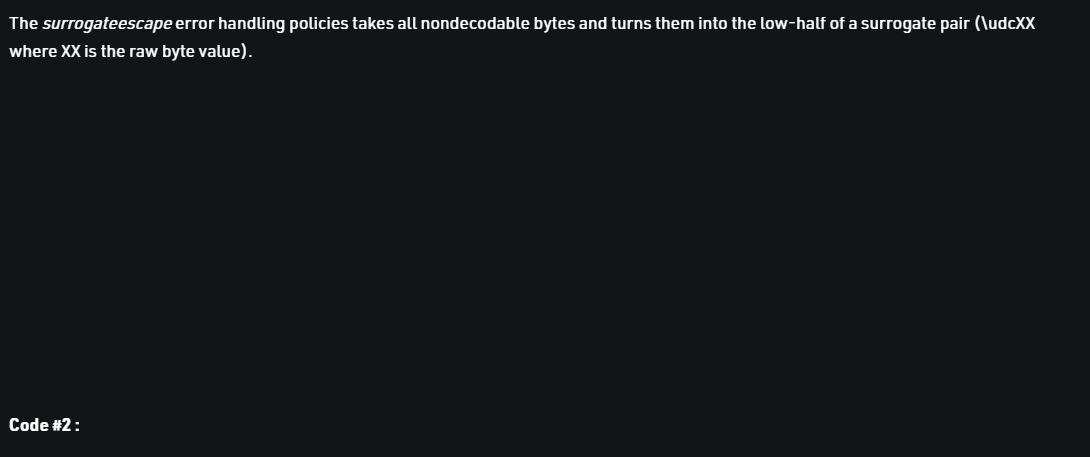 The surrogateescape error handling policies takes all nondecodable bytes and turns them into the low-half of a surrogate pair (\udcXX
where XX is the raw byte value).
Code #2 :